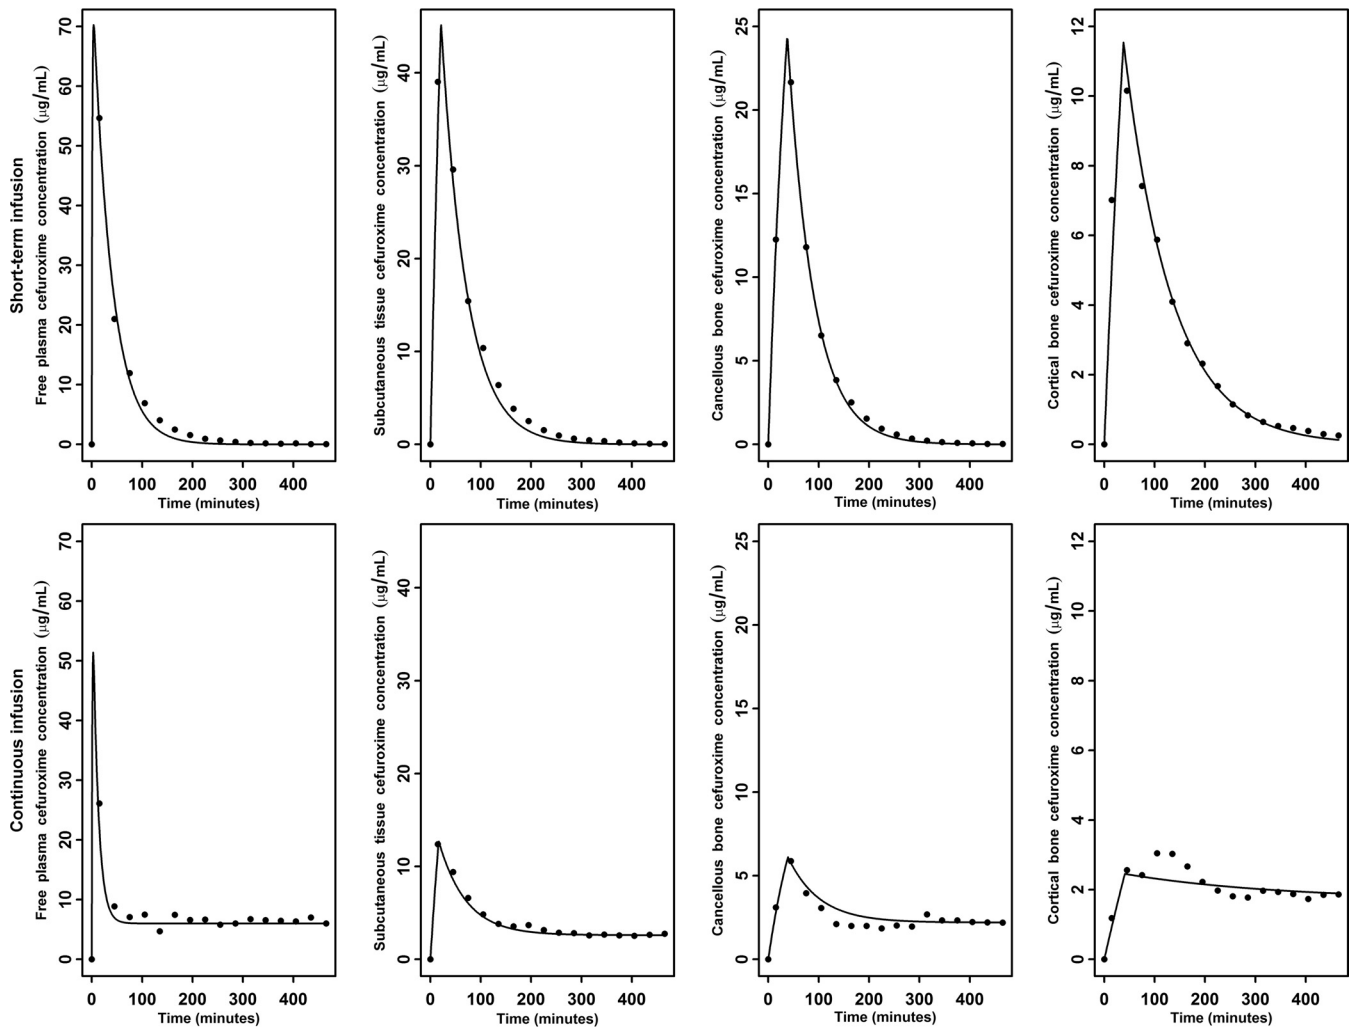 Short-term infusion
Free plasma cefuroxime concentration (μg/mL)
70
60
50
40
30
20
10
0
0 100 200 300 400
Time (minutes)
Subcutaneous tissue cefuroxime concentration (μg/mL)
40
30
20
10
0
0 100 200 300 400
Time (minutes)
Cancellous bone cefuroxime concentration (μg/mL)
25
20
15
10
5
0
0 100 200 300 400
Time (minutes)
Cortical bone cefuroxime concentration (μg/mL)
12
10
8
6
4
2
0
0 100 200 300 400
Time (minutes)
Continuous infusion
Free plasma cefuroxime concentration (μg/mL)
70
60
50
40
30
20
10
0
0 100 200 300 400
Time (minutes)
Subcutaneous tissue cefuroxime concentration (μg/mL)
40
30
20
10
0
0 100 200 300 400
Time (minutes)
Cancellous bone cefuroxime concentration (μg/mL)
25
20
15
10
5
0
0 100 200 300 400
Time (minutes)
Cortical bone cefuroxime concentration (μg/mL)
12
10
8
6
4
2
0
0 100 200 300 400
Time (minutes)